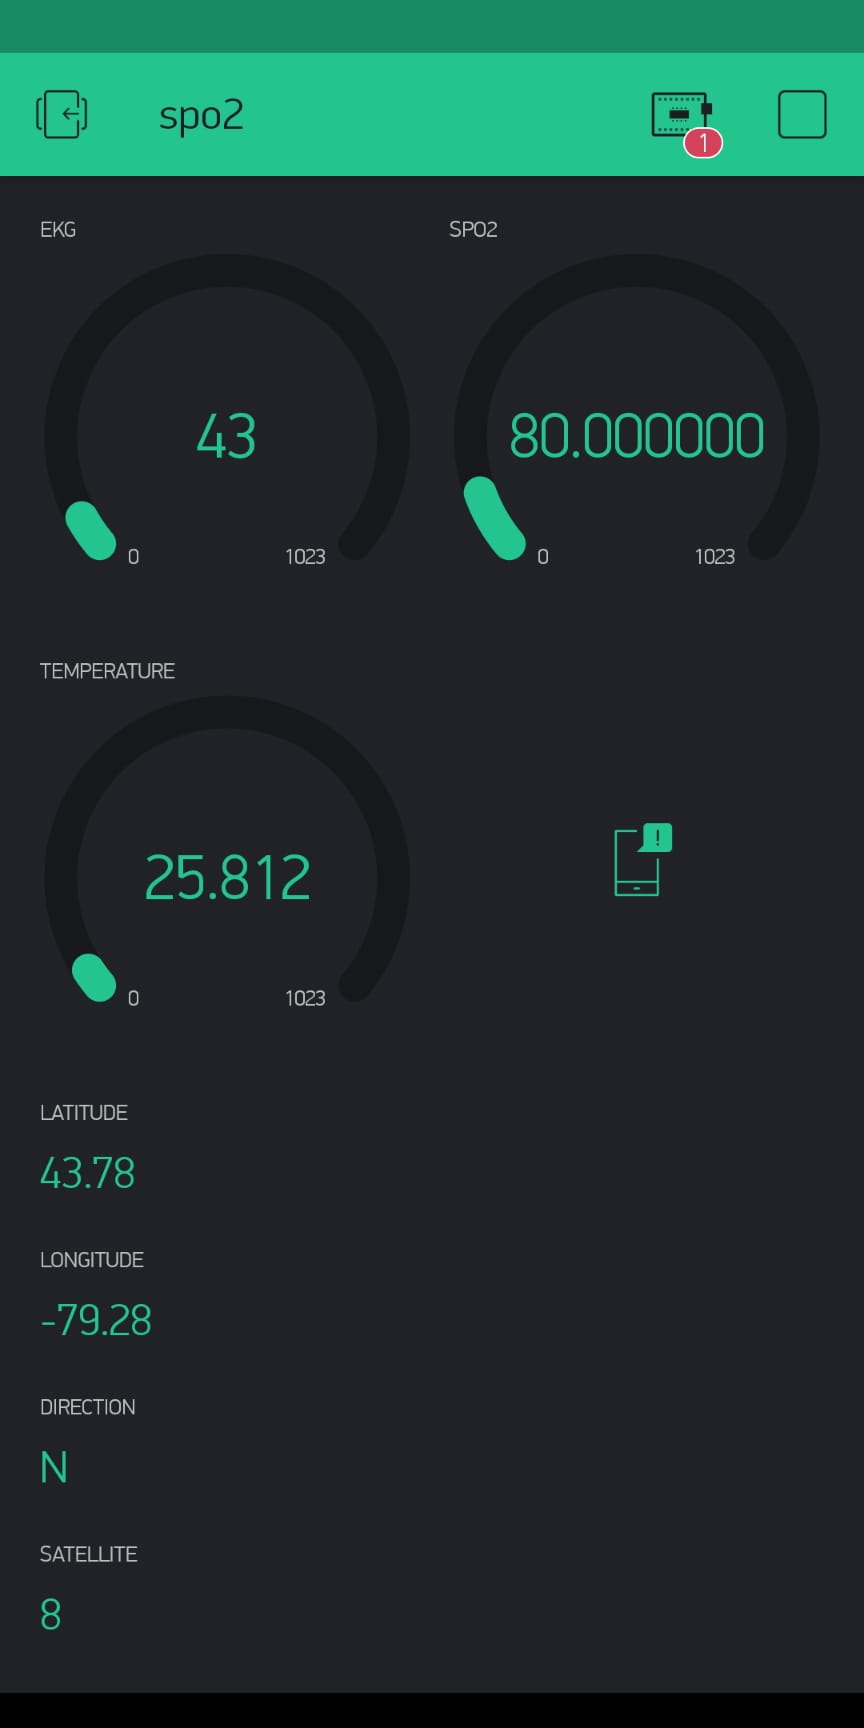 spo2
1
EKG
SPO2
43
80.000000
0
1023
0
1023
TEMPERATURE
25.812
!
0
1023
LATITUDE
43.78
LONGITUDE
-79.28
DIRECTION
N
SATELLITE
8